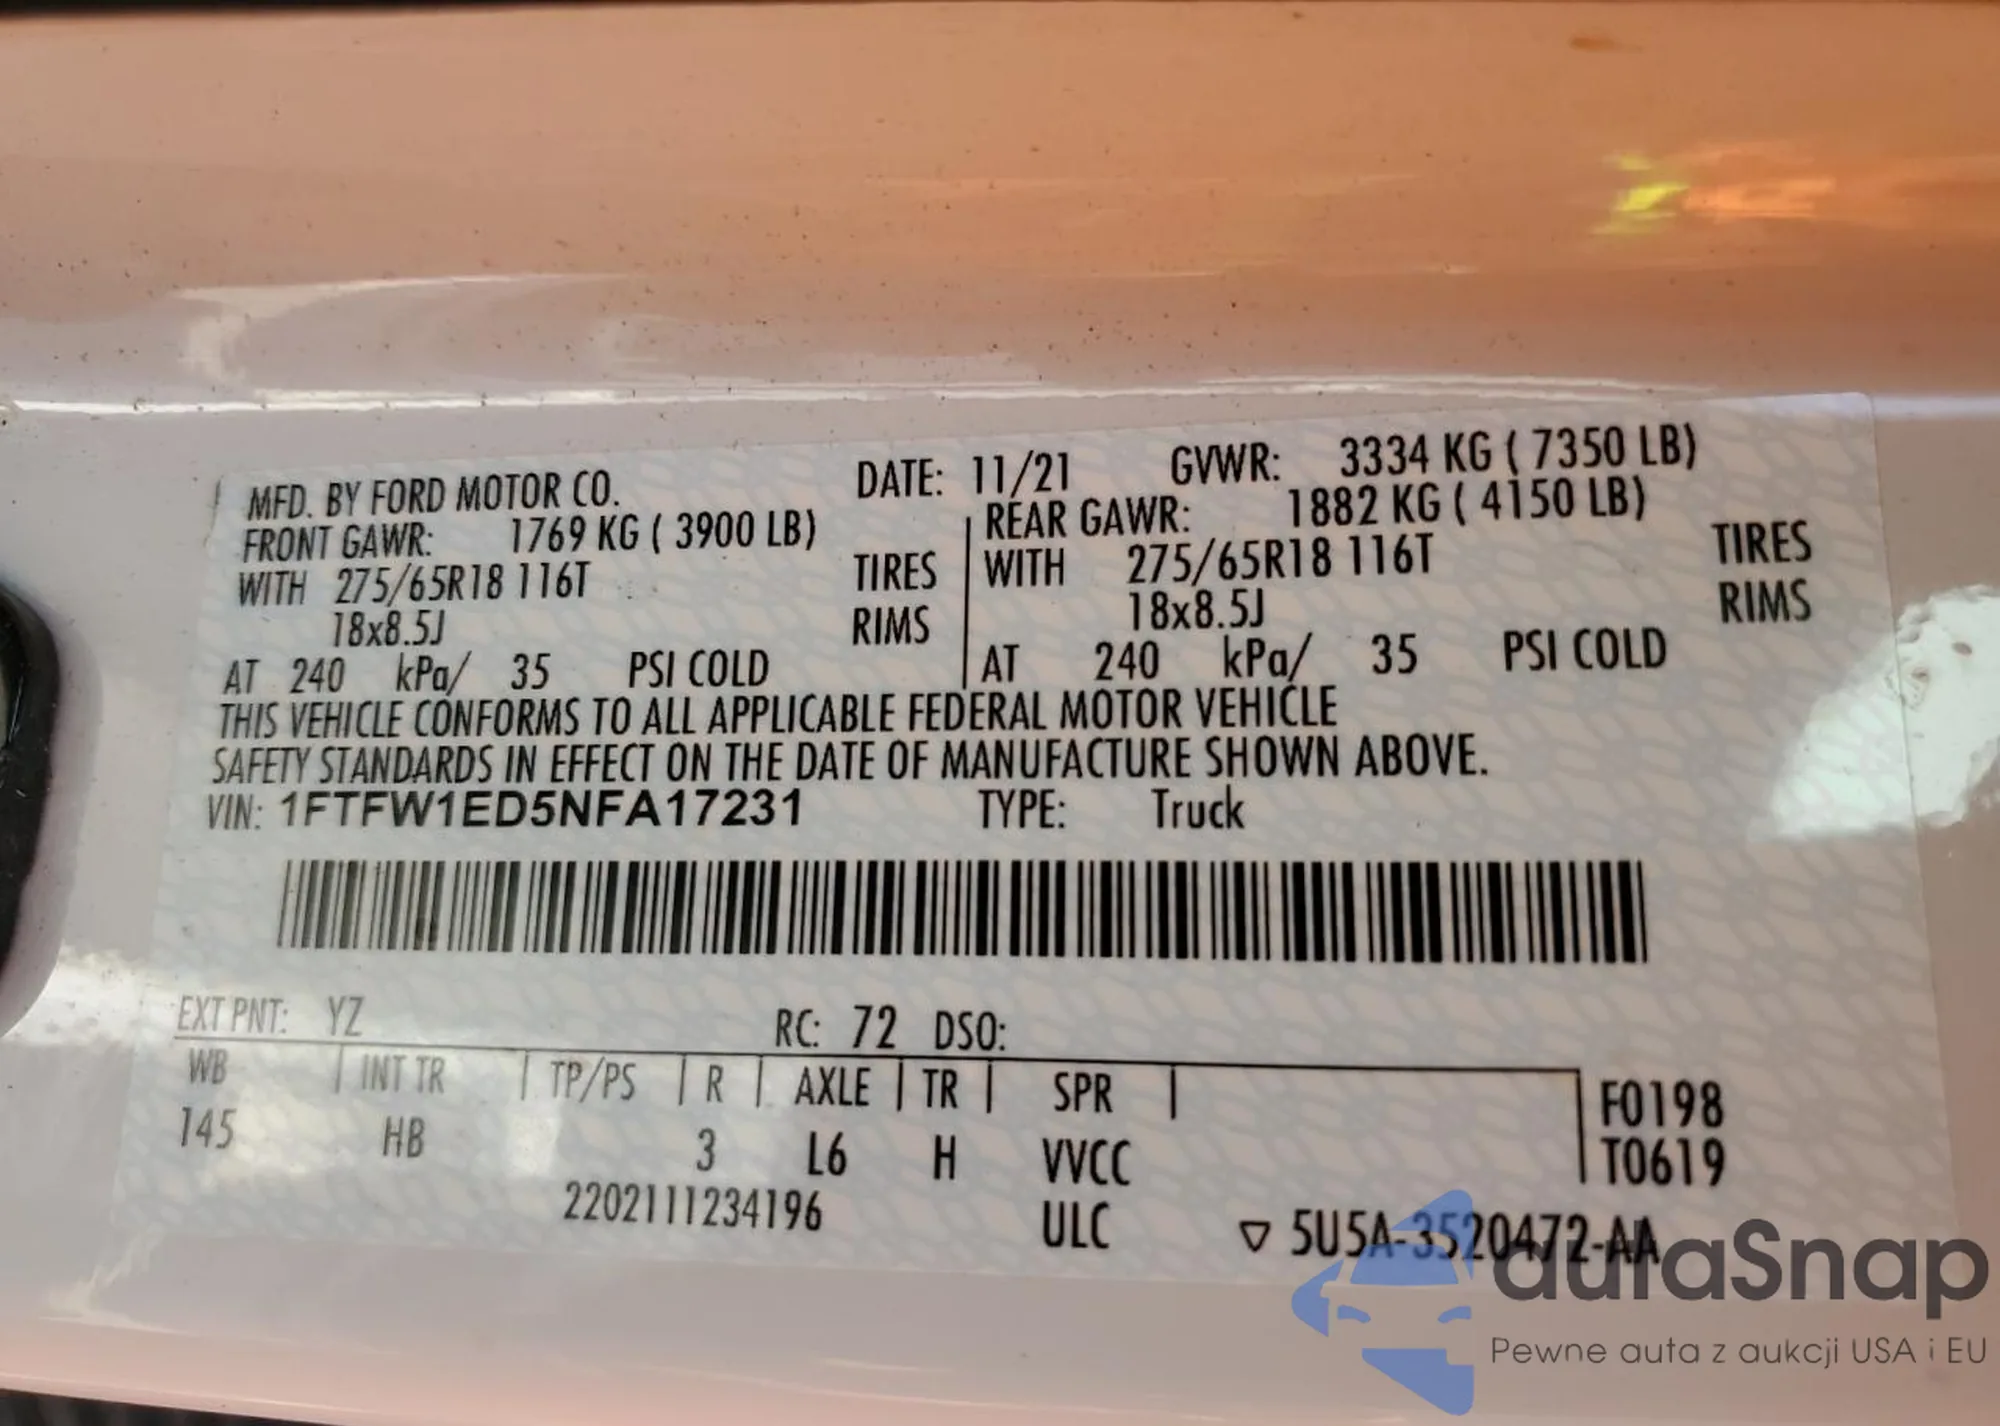 MFD. BY FORD MOTOR CO. DATE: 11/21 GVWR: 3334 KG ( 7350 LB)
FRONT GAWR: 1769 KG ( 3900 LB) REAR GAWR: 1882 KG ( 4150 LB)
WITH 275/65R18 116T TIRES WITH 275/65R18 116T TIRES
18x8.5J RIMS 18x8.5J RIMS
AT 240 kPa/ 35 PSI COLD AT 240 kPa/ 35 PSI COLD
THIS VEHICLE CONFORMS TO ALL APPLICABLE FEDERAL MOTOR VEHICLE
SAFETY STANDARDS IN EFFECT ON THE DATE OF MANUFACTURE SHOWN ABOVE.
VIN: 1FTFW1ED5NFA17231 TYPE: Truck
EXT PNT: YZ RC: 72 DSO:
WB INT TR TP/PS R AXLE TR SPR F0198
145 HB 3 L6 H VVCC T0619
2202111234196 ULC ▽ 5U5A-3520472-AA
autaSnap
Pewne auta z aukcji USA i EU